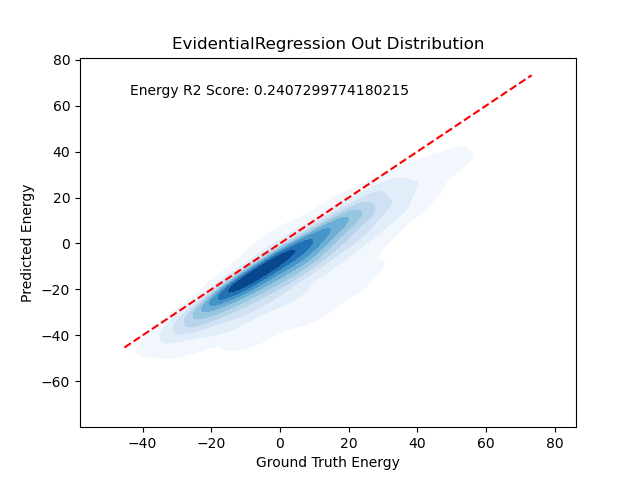 EvidentialRegression Out Distribution
Energy R2 Score: 0.2407299774180215
80
60
40
20
0
−20
−40
−60
Predicted Energy
−40 −20 0 20 40 60 80
Ground Truth Energy